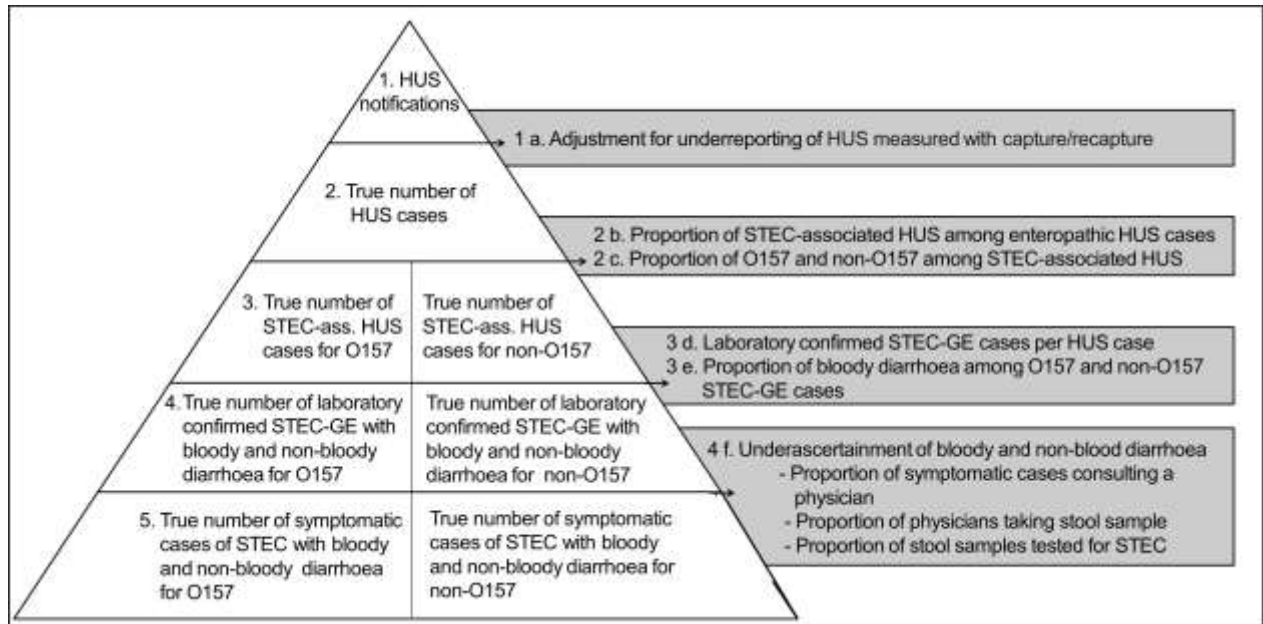 1. HUS
notifications
1 a. Adjustment for underreporting of HUS measured with capture/recapture
2. True number of
HUS cases
2 b. Proportion of STEC-associated HUS among enteropathic HUS cases
2 c. Proportion of O157 and non-O157 among STEC-associated HUS
3. True number of
STEC-ass. HUS
cases for O157
True number of
STEC-ass. HUS
cases for non-O157
3 d. Laboratory confirmed STEC-GE cases per HUS case
3 e. Proportion of bloody diarrhoea among O157 and non-O157
STEC-GE cases
4. True number of laboratory
confirmed STEC-GE with
bloody and non-bloody
diarrhoea for O157
True number of laboratory
confirmed STEC-GE with
bloody and non-bloody
diarrhoea for non-O157
4 f. Underascertainment of bloody and non-blood diarrhoea
- Proportion of symptomatic cases consulting a
physician
- Proportion of physicians taking stool sample
- Proportion of stool samples tested for STEC
5. True number of symptomatic
cases of STEC with bloody
and non-bloody diarrhoea
for O157
True number of symptomatic
cases of STEC with bloody
and non-bloody diarrhoea for
non-O157